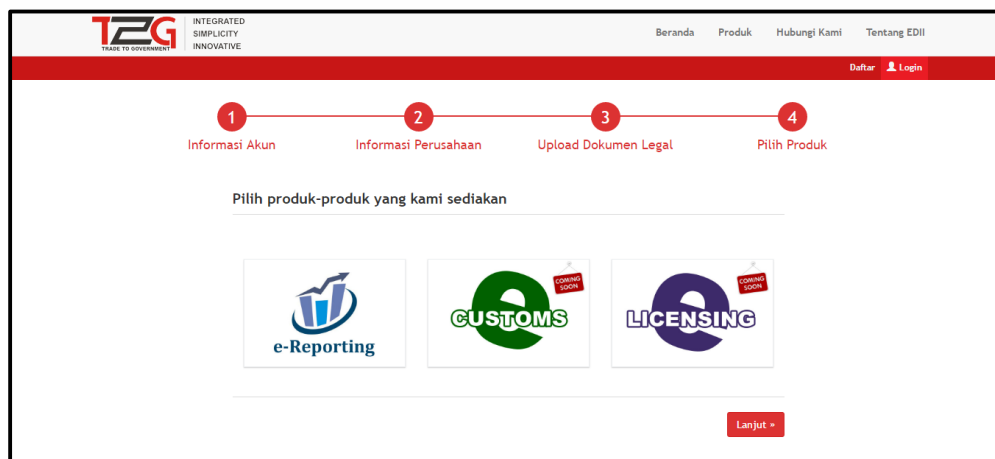 T2G
TRADE TO GOVERNMENT
INTEGRATED
SIMPLICITY
INNOVATIVE
Beranda Produk Hubungi Kami Tentang EDII
Daftar Login
1 2 3 4
Informasi Akun Informasi Perusahaan Upload Dokumen Legal Pilih Produk
Pilih produk-produk yang kami sediakan
e-Reporting
COMING SOON
e CUSTOMS
COMING SOON
e LICENSING
Lanjut »